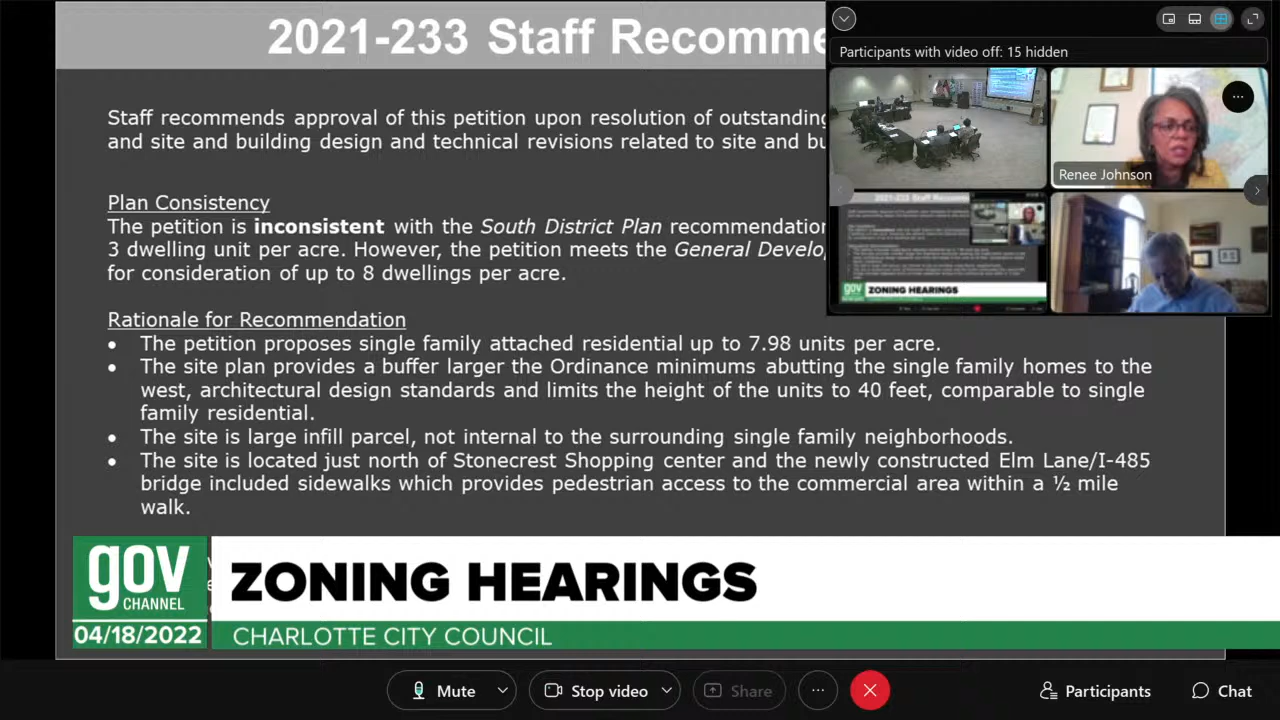 2021-233 Staff Recomme
Participants with video off: 15 hidden
Staff recommends approval of this petition upon resolution of outstanding
and site and building design and technical revisions related to site and bu
Renee Johnson
Plan Consistency
The petition is inconsistent with the South District Plan recommendation
3 dwelling unit per acre. However, the petition meets the General Develo
for consideration of up to 8 dwellings per acre.
ZONING HEARINGS
Rationale for Recommendation
• The petition proposes single family attached residential up to 7.98 units per acre.
• The site plan provides a buffer larger the Ordinance minimums abutting the single family homes to the
west, architectural design standards and limits the height of the units to 40 feet, comparable to single
family residential.
• The site is large infill parcel, not internal to the surrounding single family neighborhoods.
• The site is located just north of Stonecrest Shopping center and the newly constructed Elm Lane/I-485
bridge included sidewalks which provides pedestrian access to the commercial area within a ½ mile
walk.
gov
CHANNEL
04/18/2022
ZONING HEARINGS
CHARLOTTE CITY COUNCIL
Mute
Stop video
Share
Participants
Chat